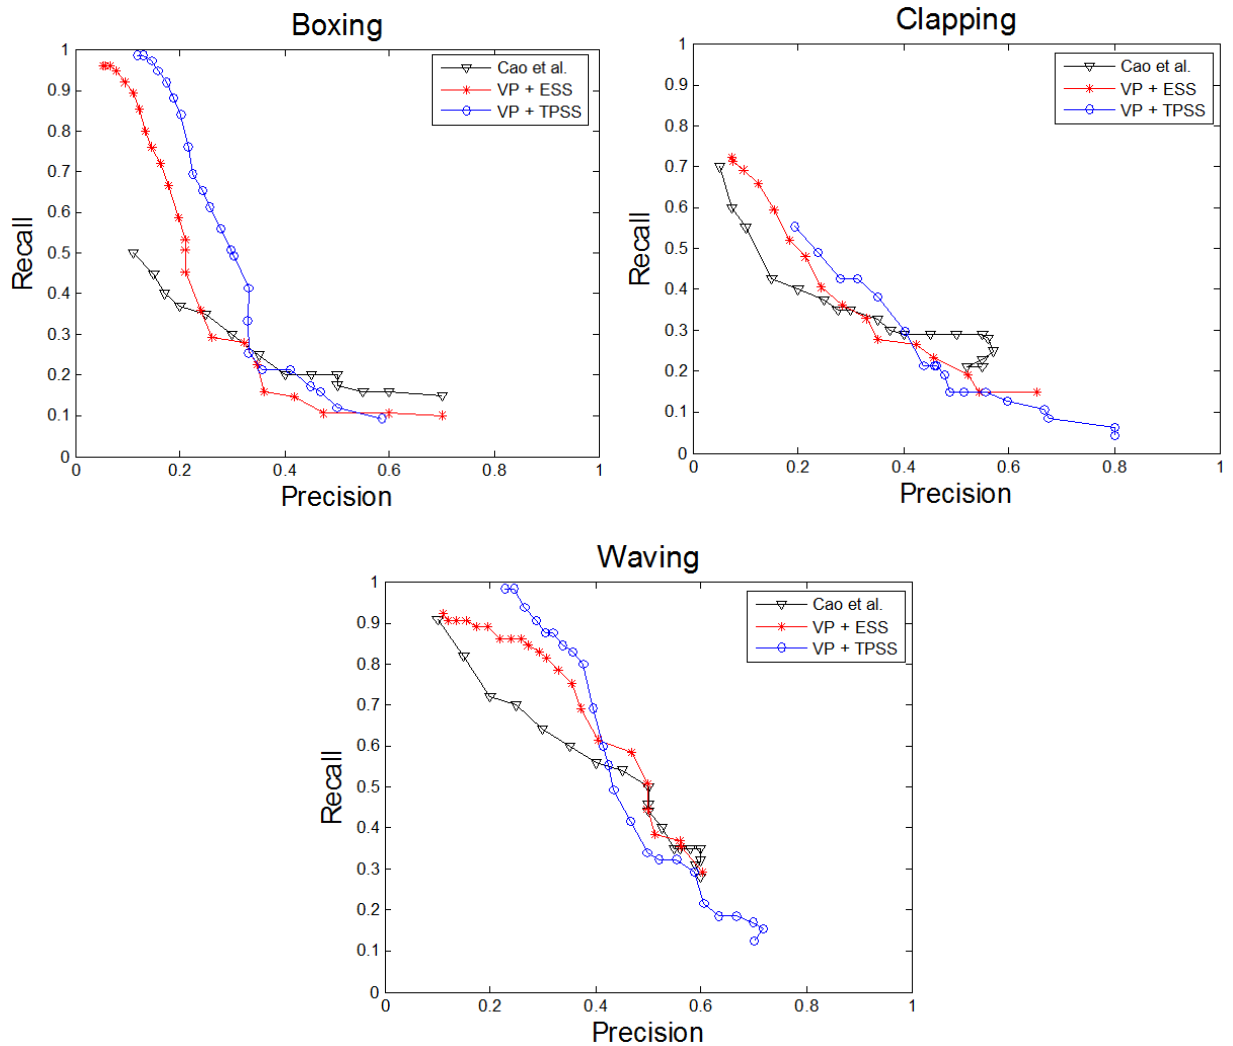 Boxing
1
0.9
0.8
0.7
0.6
0.5
0.4
0.3
0.2
0.1
0
0
0.2
0.4
0.6
0.8
1
Recall
Precision
Cao et al.
VP + ESS
VP + TPSS
Clapping
1
0.9
0.8
0.7
0.6
0.5
0.4
0.3
0.2
0.1
0
0
0.2
0.4
0.6
0.8
1
Recall
Precision
Cao et al.
VP + ESS
VP + TPSS
Waving
1
0.9
0.8
0.7
0.6
0.5
0.4
0.3
0.2
0.1
0
0
0.2
0.4
0.6
0.8
1
Recall
Precision
Cao et al.
VP + ESS
VP + TPSS